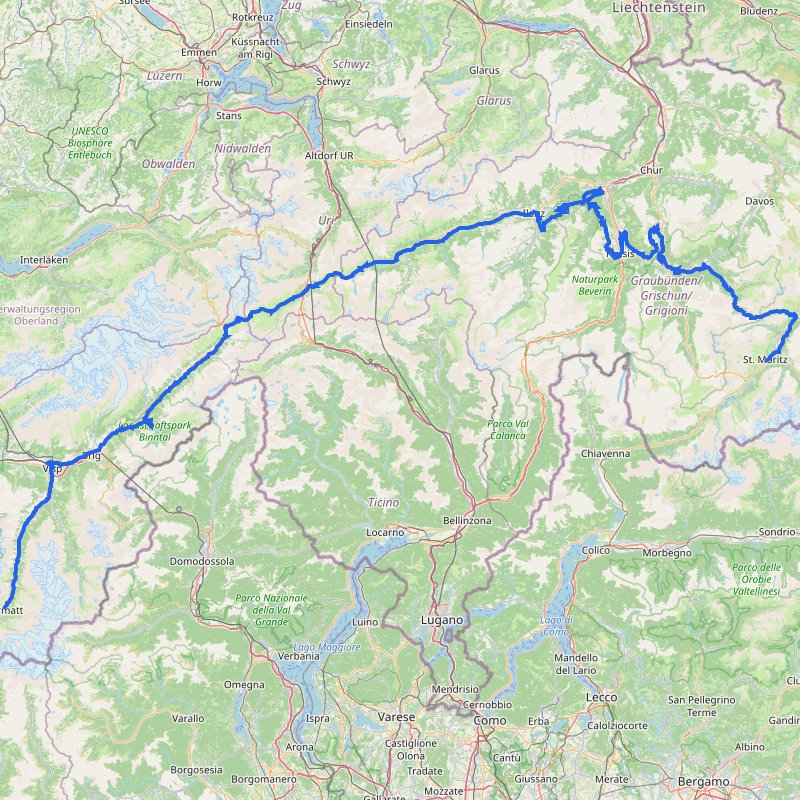 Sursee
Zug
Einsiedeln
Liechtenstein
Bludenz
Rotkreuz
Küssnacht
am Rigi
Emmen
Luzern
Horw
Schwyz
Schwyz
Glarus
Glarus
Stans
UNESCO
Biosphäre
Entlebuch
Nidwalden
Obwalden
Altdorf UR
Chur
Davos
Uri
Interlaken
Naturpark
Beverin
Graubünden/
Grischun/
Grigioni
Oberland
St. Moritz
Landschaftspark
Binntal
Parco Val
Calanca
Brig
Visp
Chiavenna
Ticino
Bellinzona
Locarno
Domodossola
Colico
Morbegno
Sondrio
Parco delle
Orobie
Valtellinesi
Parco Nazionale
della Val
Grande
Luino
Lugano
Lago di
Como
Lago Maggiore
Verbania
Mandello
del Lario
Omegna
Mendrisio
Cernobbio
Lecco
San Pellegrino
Terme
Varallo
Ispra
Varese
Como
Erba
Calolziocorte
Arona
Castiglione
Olona
Cantù
Albino
Borgosesia
Borgomanero
Tradate
Giussano
Merate
Mozzate
Gallarate
Bergamo